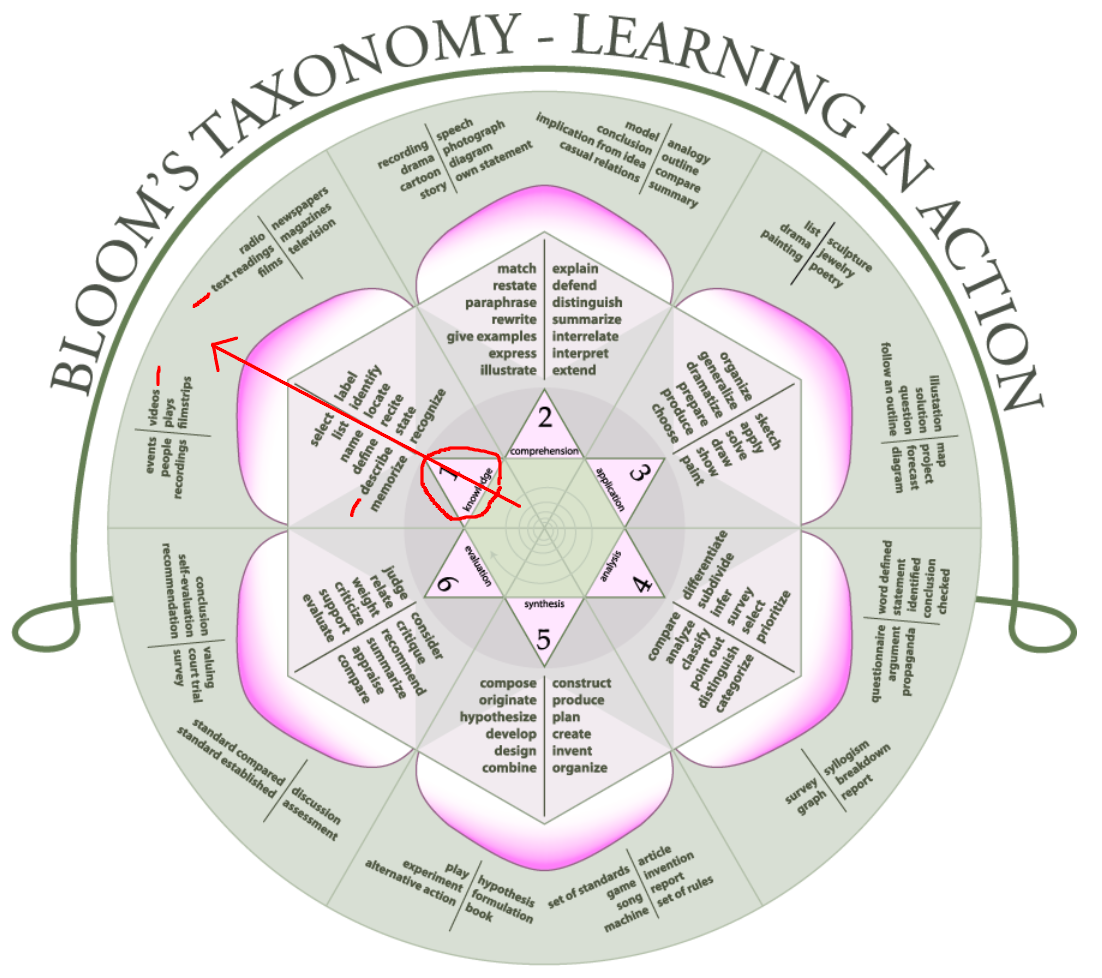 BLOOM'S TAXONOMY - LEARNING IN ACTION
1
knowledge
select
label
list
identify
name
locate
define
recite
describe
state
memorize
recognize
events
people
recordings
videos
plays
filmstrips
radio
text readings
films
newspapers
magazines
television
2
comprehension
match
restate
paraphrase
rewrite
give examples
express
illustrate
explain
defend
distinguish
summarize
interrelate
interpret
extend
recording
drama
cartoon
story
speech
photograph
diagram
own statement
model
conclusion
implication from idea
casual relations
analogy
outline
compare
summary
3
application
organize
generalize
dramatize
prepare
produce
choose
sketch
apply
solve
draw
show
paint
list
drama
painting
sculpture
jewelry
poetry
illustation
solution
question
follow an outline
map
project
forecast
diagram
4
analysis
compare
analyze
classify
point out
distinguish
categorize
differentiate
subdivide
infer
survey
select
prioritize
word defined
statement
identified
conclusion
checked
questionnaire
argument
propaganda
survey
graph
syllogism
breakdown
report
5
synthesis
compose
originate
hypothesize
develop
design
combine
construct
produce
plan
create
invent
organize
set of standards
game
song
machine
article
invention
report
set of rules
play
experiment
alternative action
hypothesis
formulation
book
6
evaluation
judge
relate
weight
criticize
support
evaluate
consider
critique
recommend
summarize
appraise
compare
standard compared
standard established
discussion
assessment
conclusion
self-evaluation
recommendation
valuing
court trial
survey